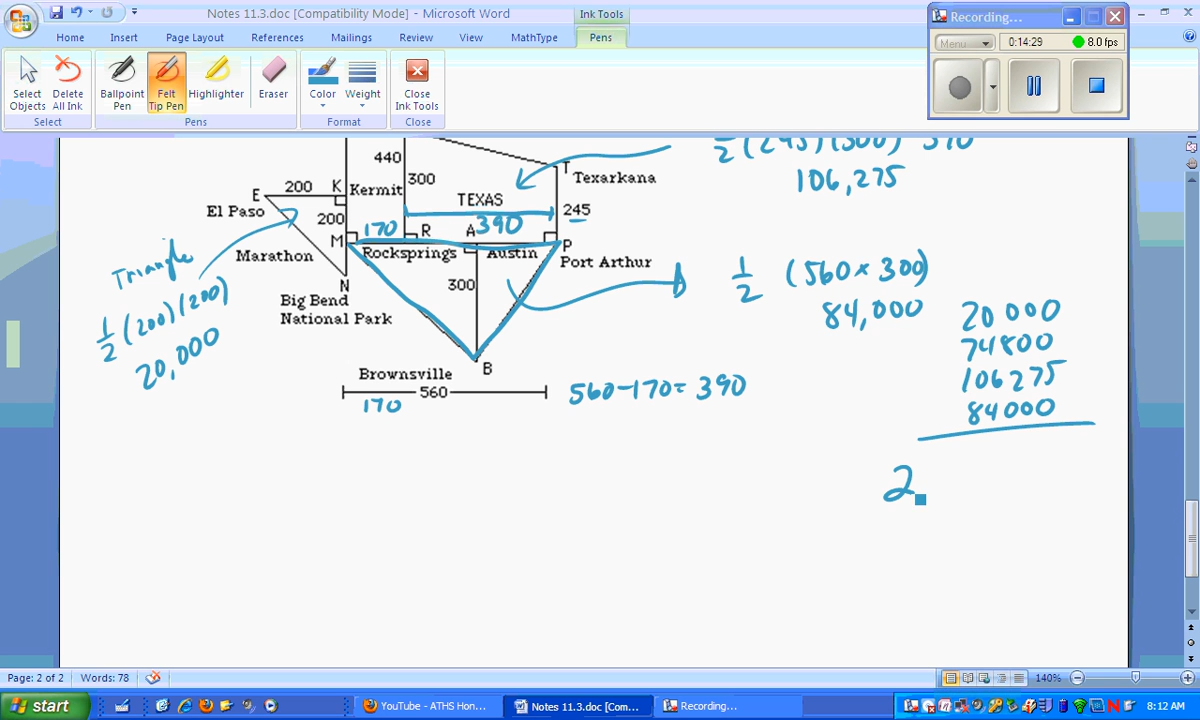 Notes 11.3.doc [Compatibility Mode] - Microsoft Word
Ink Tools
Recording...
Home Insert Page Layout References Mailings Review View MathType Pens
Menu 0:14:29 8.0 fps
Select Objects
Delete All Ink
Ballpoint Pen
Felt Tip Pen
Highlighter
Eraser
Color
Weight
Close Ink Tools
Select
Pens
Format
Close
440
300
T
Texarkana
106,275
E
200
K
Kermit
TEXAS
El Paso
245
200
170
390
M
R
A
P
Rocksprings
Austin
Port Arthur
Marathon
300
N
Big Bend
National Park
Triangle
1/2 (200)(200)
20,000
B
Brownsville
560
170
560-170= 390
1/2 (560 x 300)
84,000
20 000
74800
106275
84000
2
Page: 2 of 2 Words: 78
140%
start
YouTube - ATHS Hon...
Notes 11.3.doc [Com...
Recording...
8:12 AM